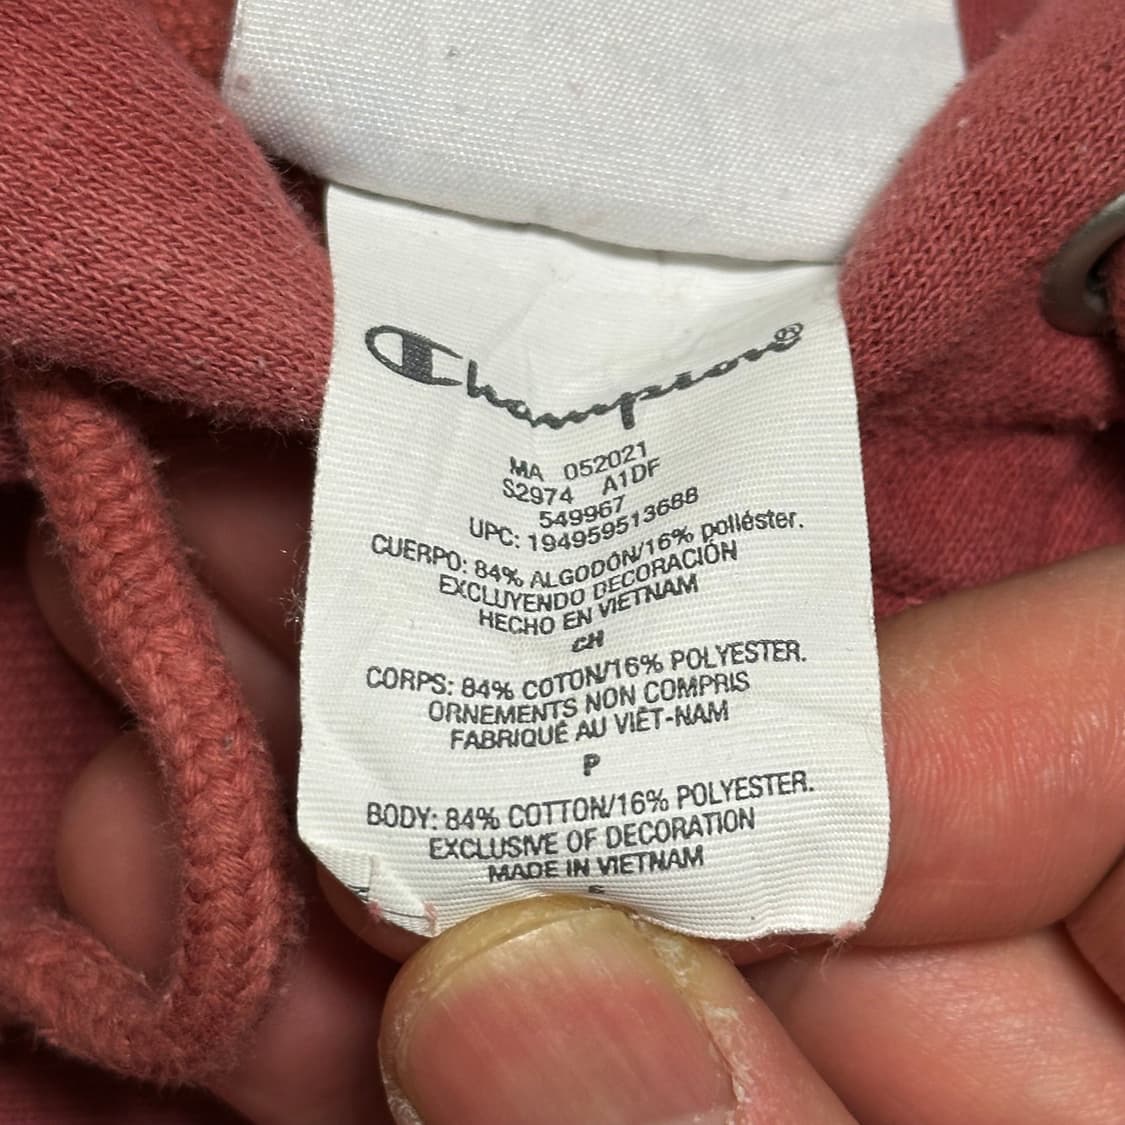 Champion®
MA 052021
S2974 A1DF
549967
UPC: 194959513688
CUERPO: 84% ALGODÓN/16% poliéster.
EXCLUYENDO DECORACIÓN
HECHO EN VIETNAM
CH
CORPS: 84% COTON/16% POLYESTER.
ORNEMENTS NON COMPRIS
FABRIQUÉ AU VIÊT-NAM
P
BODY: 84% COTTON/16% POLYESTER.
EXCLUSIVE OF DECORATION
MADE IN VIETNAM